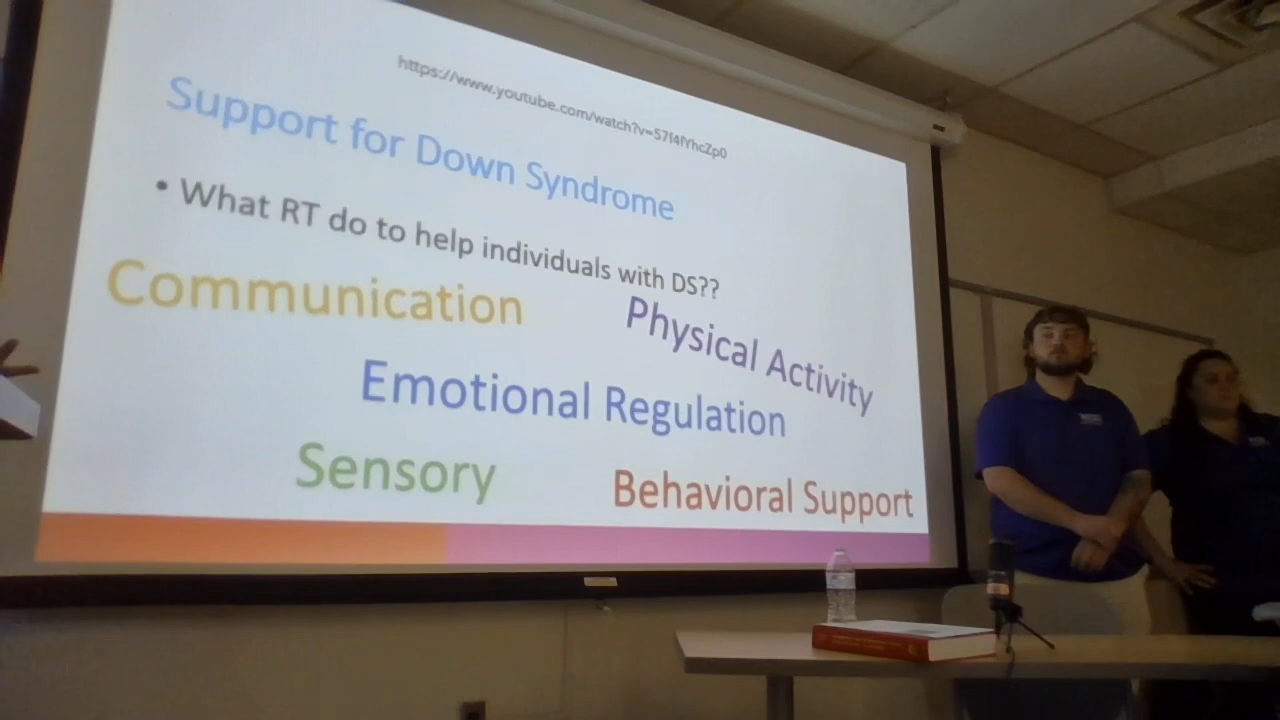 https://www.youtube.com/watch?v=57f4fYhcZp0
Support for Down Syndrome
• What RT do to help individuals with DS??
Communication
Physical Activity
Emotional Regulation
Sensory
Behavioral Support